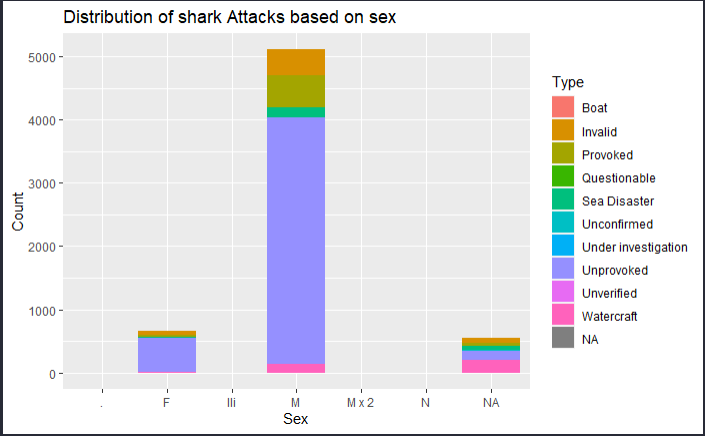 Distribution of shark Attacks based on sex
5000
4000
3000
2000
1000
0
Count
.
F
lli
M
M x 2
N
NA
Sex
Type
Boat
Invalid
Provoked
Questionable
Sea Disaster
Unconfirmed
Under investigation
Unprovoked
Unverified
Watercraft
NA